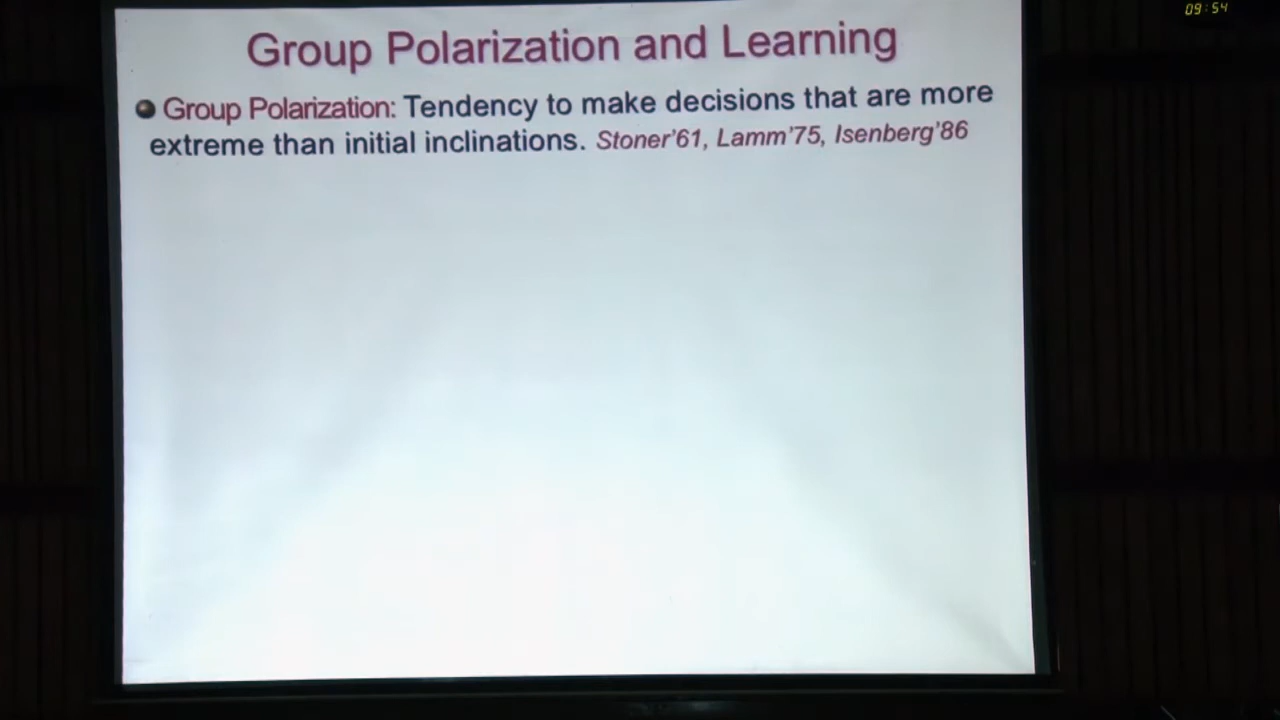 09:54
Group Polarization and Learning
Group Polarization: Tendency to make decisions that are more
extreme than initial inclinations. Stoner'61, Lamm'75, Isenberg'86